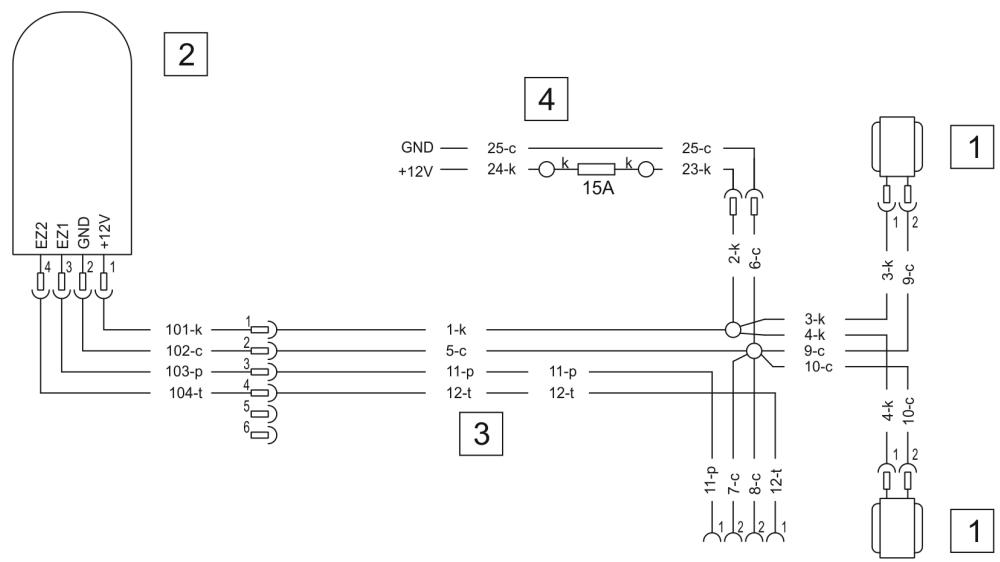 2
4
1
GND 25-c 25-c
+12V 24-k k k 23-k
15A
EZ2 EZ1 GND +12V
4 3 2 1
1 2
2-k 6-c
3-k 9-c
101-k 1 1-k 3-k
4-k
102-c 2 5-c 9-c
103-p 3 11-p 11-p 10-c
104-t 4 12-t 12-t
5
6
3
4-k 10-c
1 2
11-p 7-c 8-c 12-t
1 2 2 1
1